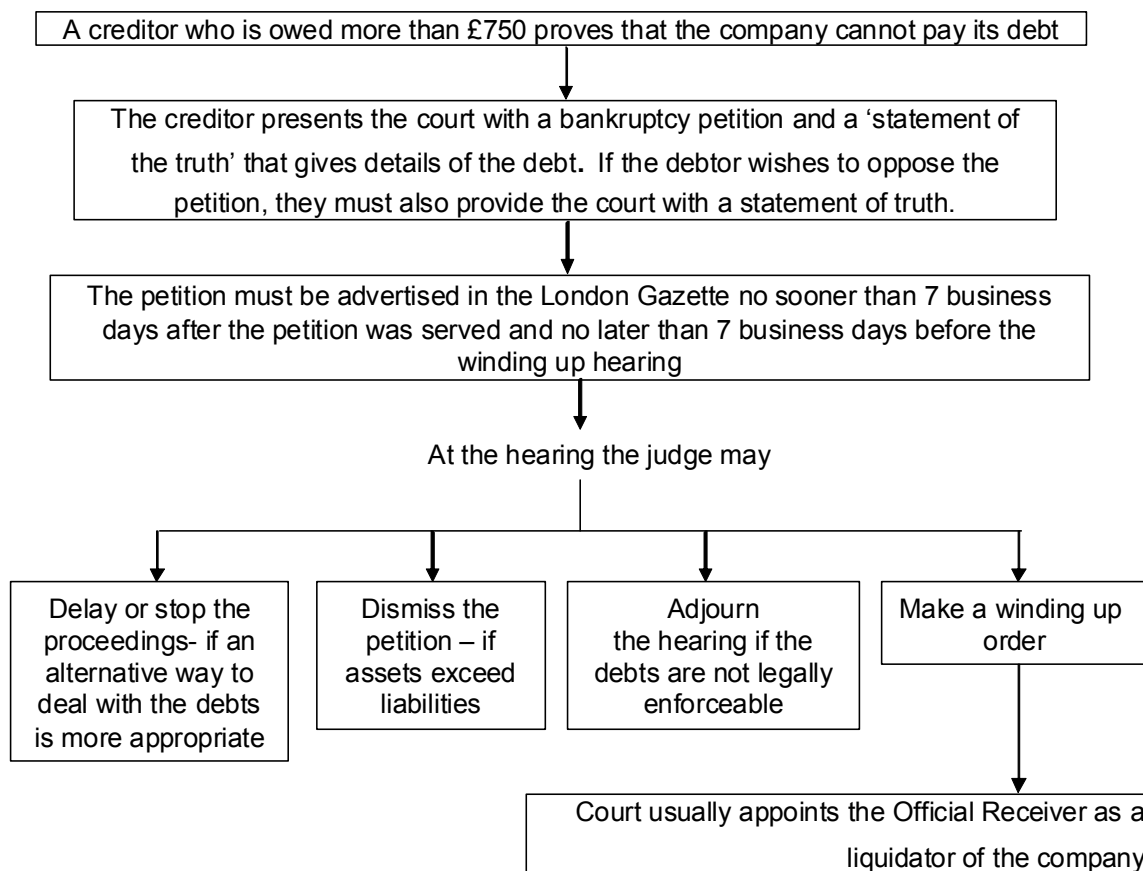 A creditor who is owed more than £750 proves that the company cannot pay its debt
The creditor presents the court with a bankruptcy petition and a ‘statement of
the truth’ that gives details of the debt. If the debtor wishes to oppose the
petition, they must also provide the court with a statement of truth.
The petition must be advertised in the London Gazette no sooner than 7 business
days after the petition was served and no later than 7 business days before the
winding up hearing
At the hearing the judge may
Delay or stop the
proceedings- if an
alternative way to
deal with the debts
is more appropriate
Dismiss the
petition – if
assets exceed
liabilities
Adjourn
the hearing if the
debts are not legally
enforceable
Make a winding up
order
Court usually appoints the Official Receiver as a
liquidator of the company